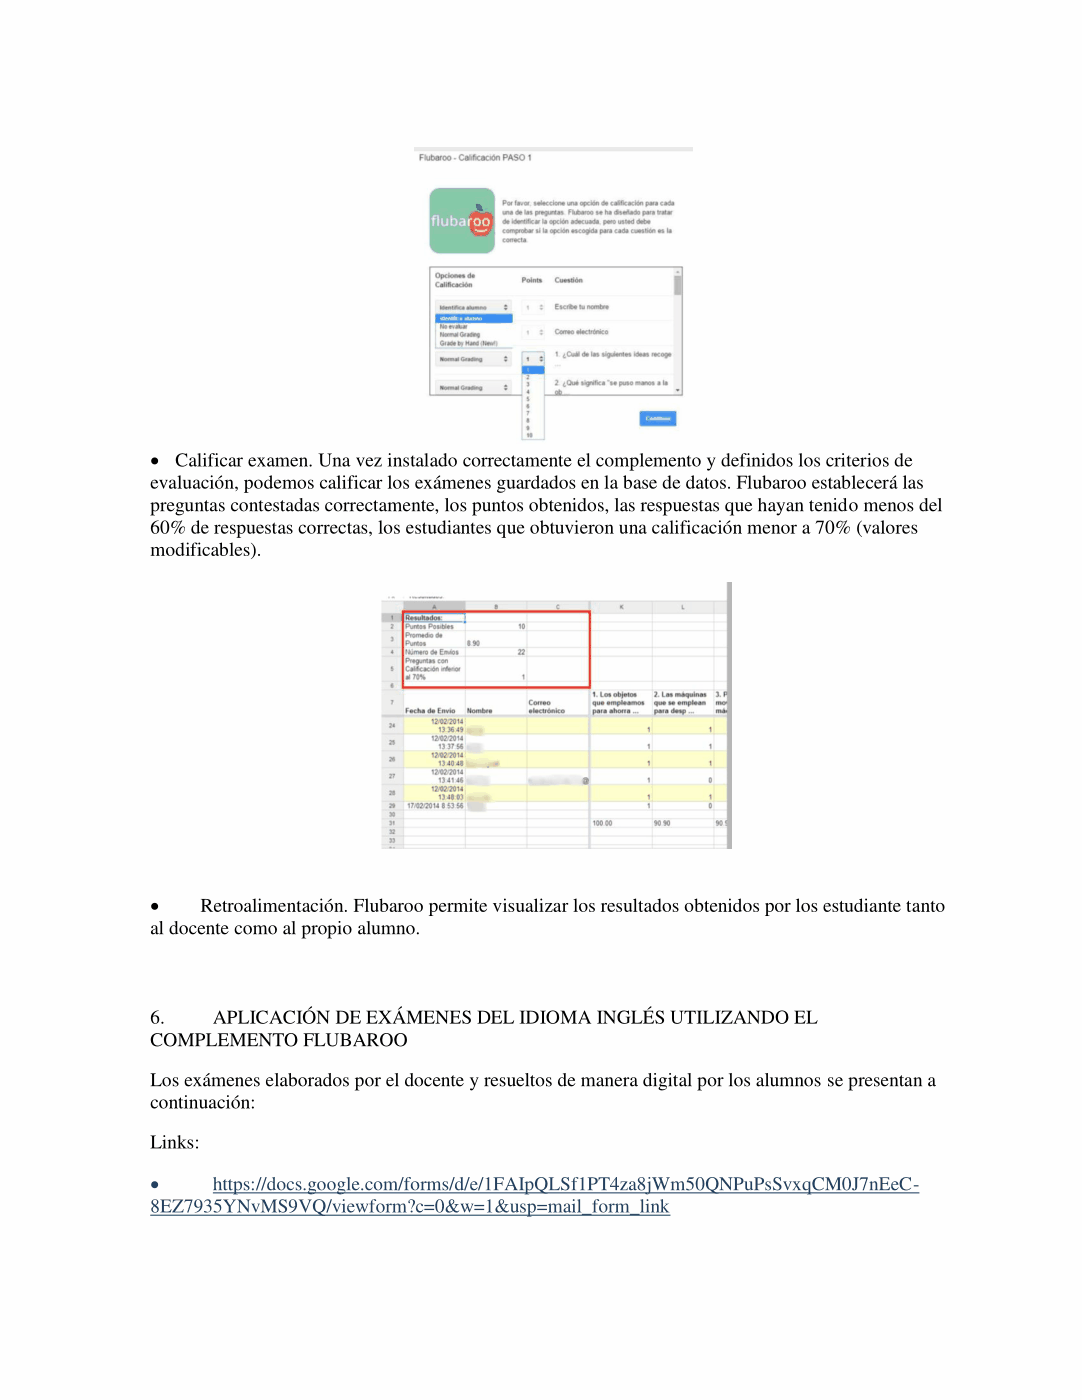 Flubaroo - Calificación PASO 1
flubaroo
Por favor, seleccione una opción de calificación para cada
una de las preguntas. Flubaroo se ha diseñado para tratar
de identificar la opción adecuada, pero usted debe
comprobar si la opción escogida para cada cuestión es la
correcta.
Opciones de
Calificación Points Cuestión
Identifica alumno 1 Escribe tu nombre
Identifica alumno
No evaluar
Normal Grading
Grade by Hand (New!)
1 Correo electrónico
Normal Grading 1 1. ¿Cuál de las siguientes ideas recoge
...
Normal Grading 2. ¿Qué significa "se puso manos a la
ob
1
2
3
4
5
6
7
8
9
10
Continue
• Calificar examen. Una vez instalado correctamente el complemento y definidos los criterios de
evaluación, podemos calificar los exámenes guardados en la base de datos. Flubaroo establecerá las
preguntas contestadas correctamente, los puntos obtenidos, las respuestas que hayan tenido menos del
60% de respuestas correctas, los estudiantes que obtuvieron una calificación menor a 70% (valores
modificables).
A B C K L
1 Resultados:
2 Puntos Posibles 10
3 Promedio de
Puntos 8.90
4 Número de Envíos 22
5 Preguntas con
Calificación inferior
al 70% 1
6
7 Fecha de Envío Nombre Correo
electrónico 1. Los objetos
que empleamos
para ahorra ... 2. Las máquinas
que se emplean
para desp ... 3. P
mov
má
24 12/02/2014
13:36:49 1 1
25 12/02/2014
13:37:56 1 1
26 12/02/2014
13:40:48 1 1
27 12/02/2014
13:41:46 @ 1 0
28 12/02/2014
13:48:03 1 1
29 17/02/2014 8:53:56 1 0
30
31 100.00 90.90 90.9
32
33
• Retroalimentación. Flubaroo permite visualizar los resultados obtenidos por los estudiante tanto
al docente como al propio alumno.
6. APLICACIÓN DE EXÁMENES DEL IDIOMA INGLÉS UTILIZANDO EL
COMPLEMENTO FLUBAROO
Los exámenes elaborados por el docente y resueltos de manera digital por los alumnos se presentan a
continuación:
Links:
• https://docs.google.com/forms/d/e/1FAIpQLSf1PT4za8jWm50QNPuPsSvxqCM0J7nEeC-
8EZ7935YNvMS9VQ/viewform?c=0&w=1&usp=mail_form_link